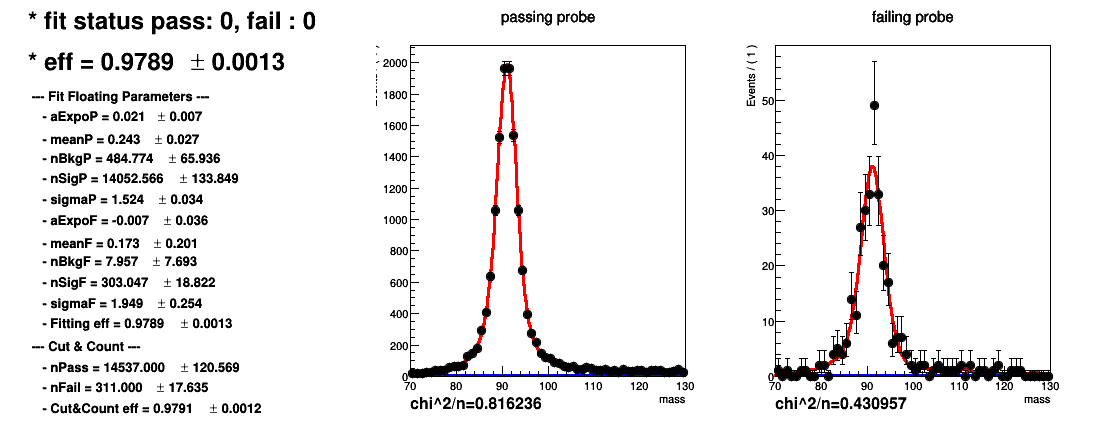 * fit status pass: 0, fail : 0
* eff = 0.9789 ± 0.0013
--- Fit Floating Parameters ---
- aExpoP = 0.021 ± 0.007
- meanP = 0.243 ± 0.027
- nBkgP = 484.774 ± 65.936
- nSigP = 14052.566 ± 133.849
- sigmaP = 1.524 ± 0.034
- aExpoF = -0.007 ± 0.036
- meanF = 0.173 ± 0.201
- nBkgF = 7.957 ± 7.693
- nSigF = 303.047 ± 18.822
- sigmaF = 1.949 ± 0.254
- Fitting eff = 0.9789 ± 0.0013
--- Cut & Count ---
- nPass = 14537.000 ± 120.569
- nFail = 311.000 ± 17.635
- Cut&Count eff = 0.9791 ± 0.0012
passing probe
2000
1800
1600
1400
1200
1000
800
600
400
200
0
70 80 90 100 110 120 130
mass
chi^2/n=0.816236
failing probe
Events / ( 1 )
50
40
30
20
10
0
70 80 90 100 110 120 130
mass
chi^2/n=0.430957